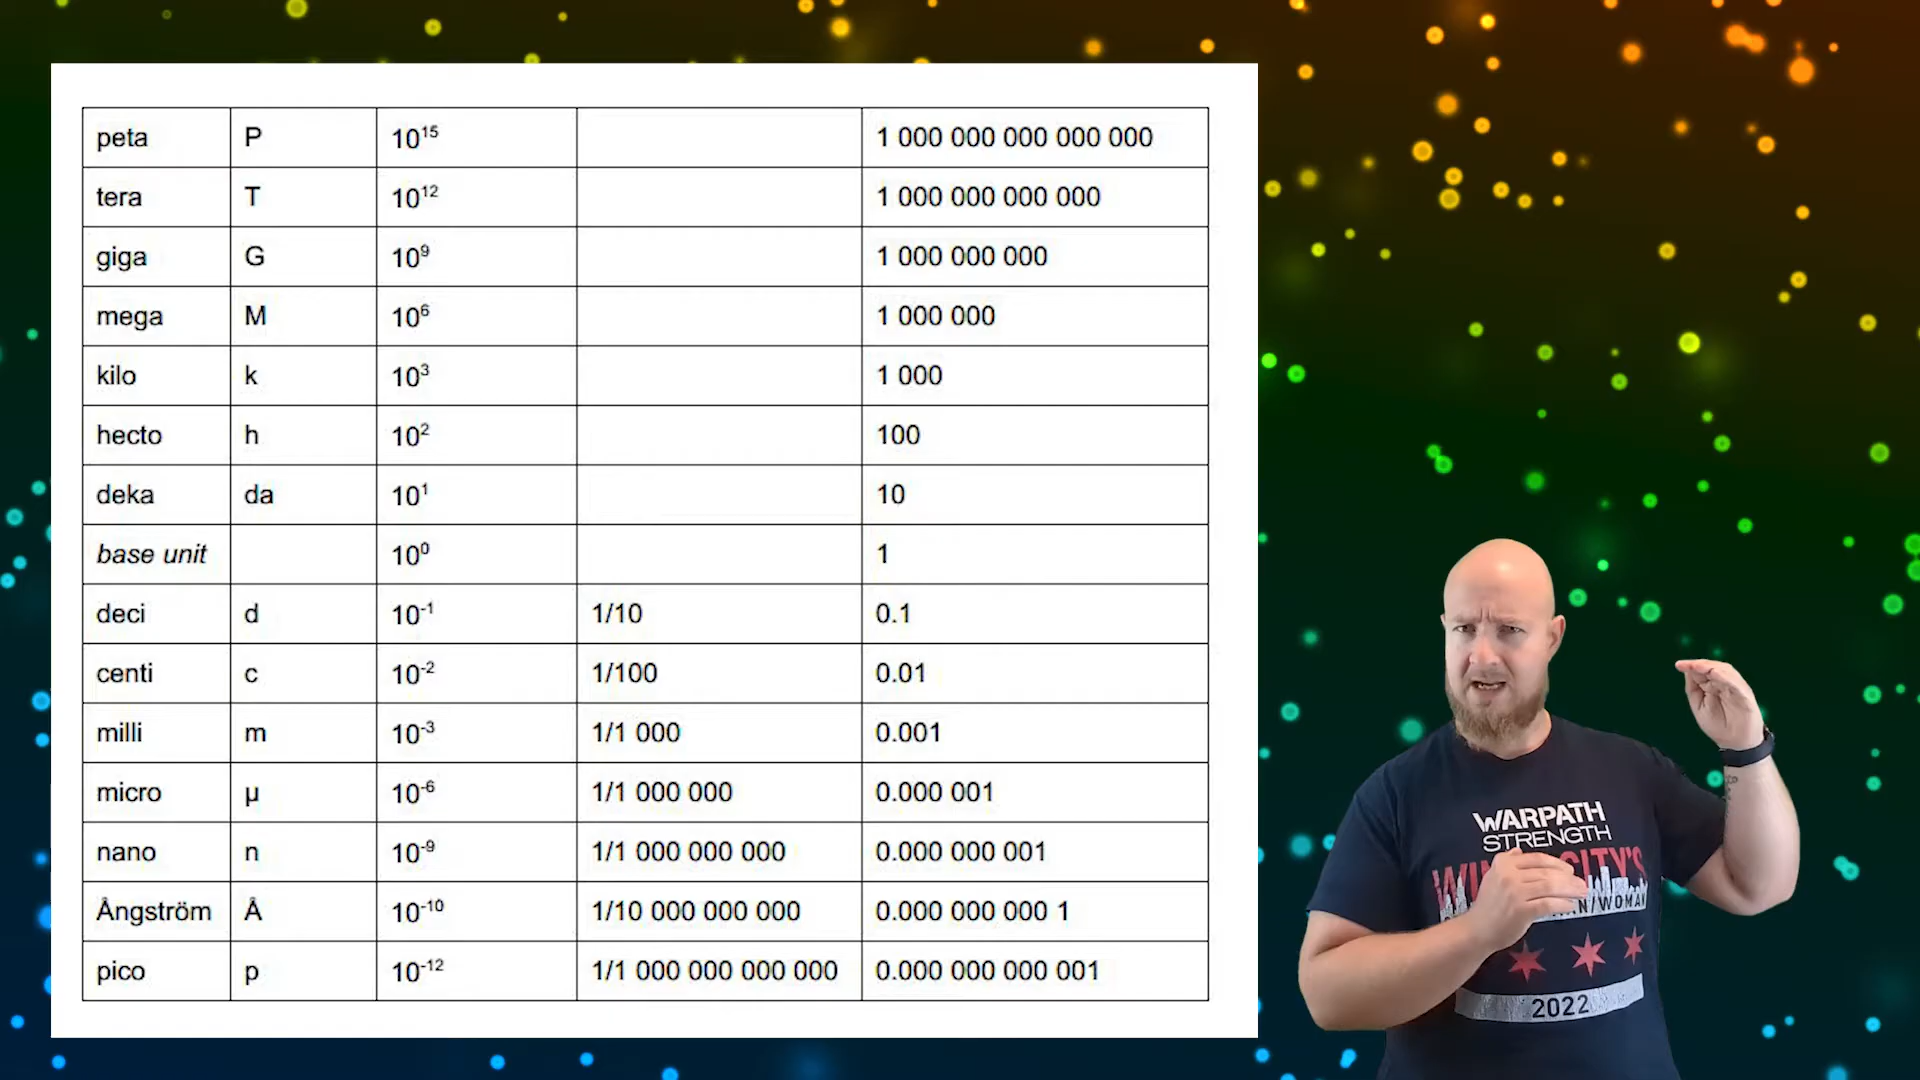 peta P 10¹⁵ 1 000 000 000 000 000
tera T 10¹² 1 000 000 000 000
giga G 10⁹ 1 000 000 000
mega M 10⁶ 1 000 000
kilo k 10³ 1 000
hecto h 10² 100
deka da 10¹ 10
base unit 10⁰ 1
deci d 10⁻¹ 1/10 0.1
centi c 10⁻² 1/100 0.01
milli m 10⁻³ 1/1 000 0.001
micro µ 10⁻⁶ 1/1 000 000 0.000 001
nano n 10⁻⁹ 1/1 000 000 000 0.000 000 001
Ångström Å 10⁻¹⁰ 1/10 000 000 000 0.000 000 000 1
pico p 10⁻¹² 1/1 000 000 000 000 0.000 000 000 001
WARPATH
STRENGTH
2022